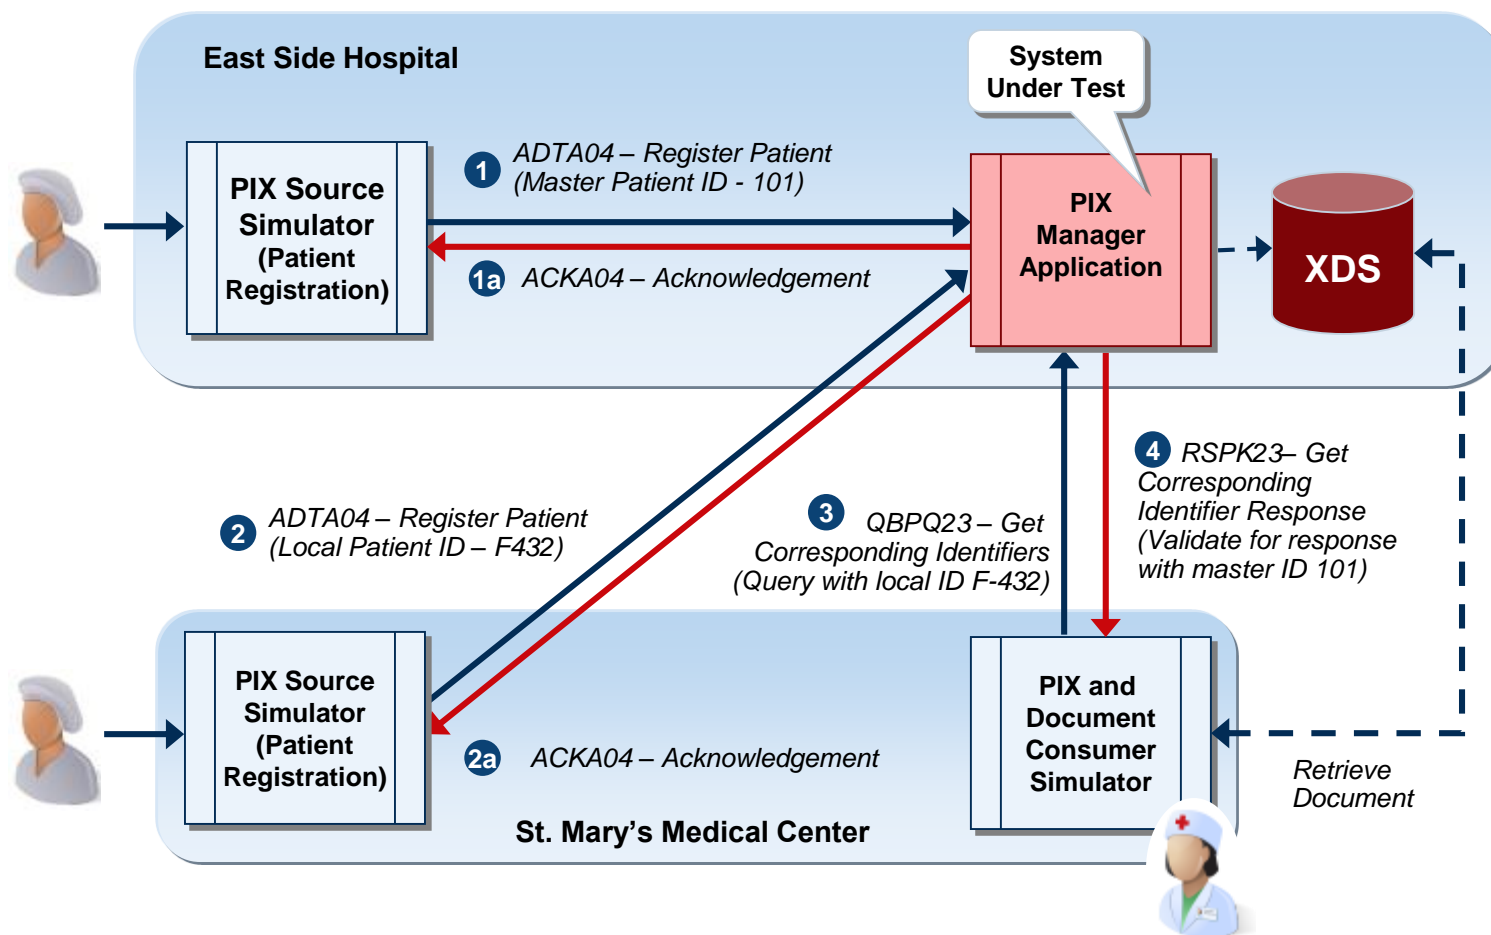 East Side Hospital
System
Under Test
PIX Source
Simulator
(Patient
Registration)
1
ADTA04 – Register Patient
(Master Patient ID - 101)
1a
ACKA04 – Acknowledgement
PIX
Manager
Application
XDS
2
ADTA04 – Register Patient
(Local Patient ID – F432)
3
QBPQ23 – Get
Corresponding Identifiers
(Query with local ID F-432)
4
RSPK23– Get
Corresponding
Identifier Response
(Validate for response
with master ID 101)
PIX Source
Simulator
(Patient
Registration)
2a
ACKA04 – Acknowledgement
PIX and
Document
Consumer
Simulator
Retrieve
Document
St. Mary’s Medical Center